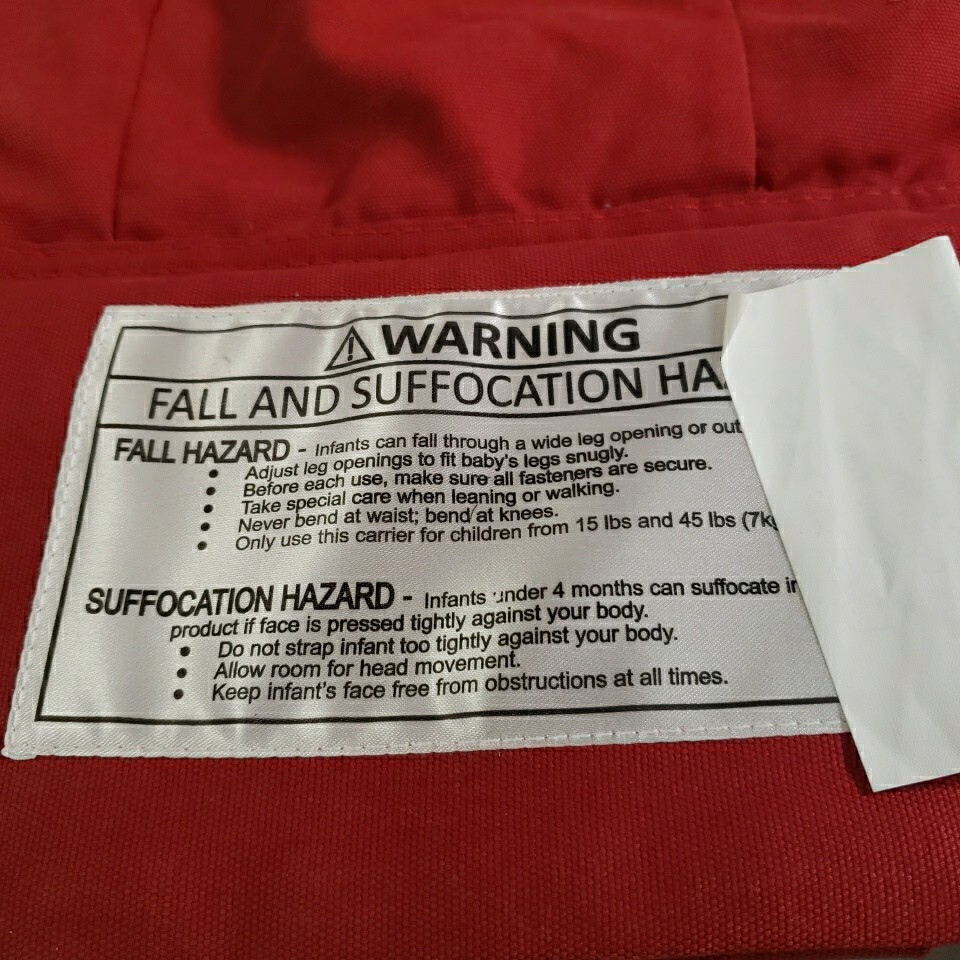 ⚠ WARNING
FALL AND SUFFOCATION
FALL HAZARD - Infants can fall through a wide leg opening or out
• Adjust leg openings to fit baby's legs snugly.
• Before each use, make sure all fasteners are secure.
• Take special care when leaning or walking.
• Never bend at waist; bend at knees.
• Only use this carrier for children from 15 lbs and 45 lbs
SUFFOCATION HAZARD - Infants under 4 months can suffocate
product if face is pressed tightly against your body.
• Do not strap infant too tightly against your body.
• Allow room for head movement.
• Keep infant's face free from obstructions at all times.